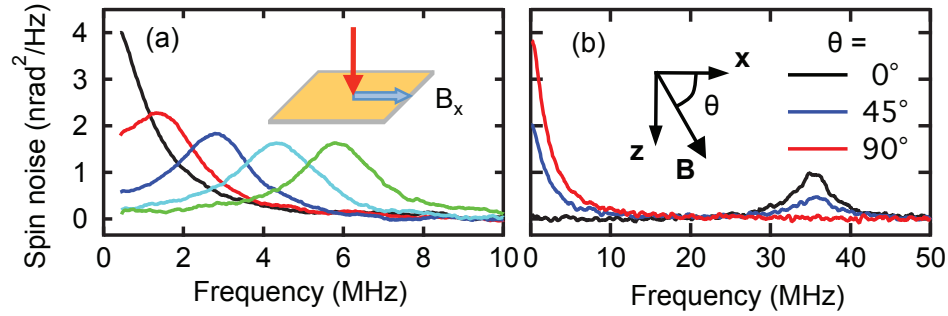 Spin noise (nrad²/Hz)
4
3
2
1
0
(a)
Bₓ
0 2 4 6 8 10
Frequency (MHz)
(b)
x
θ
z
B
θ =
0°
45°
90°
0 10 20 30 40 50
Frequency (MHz)